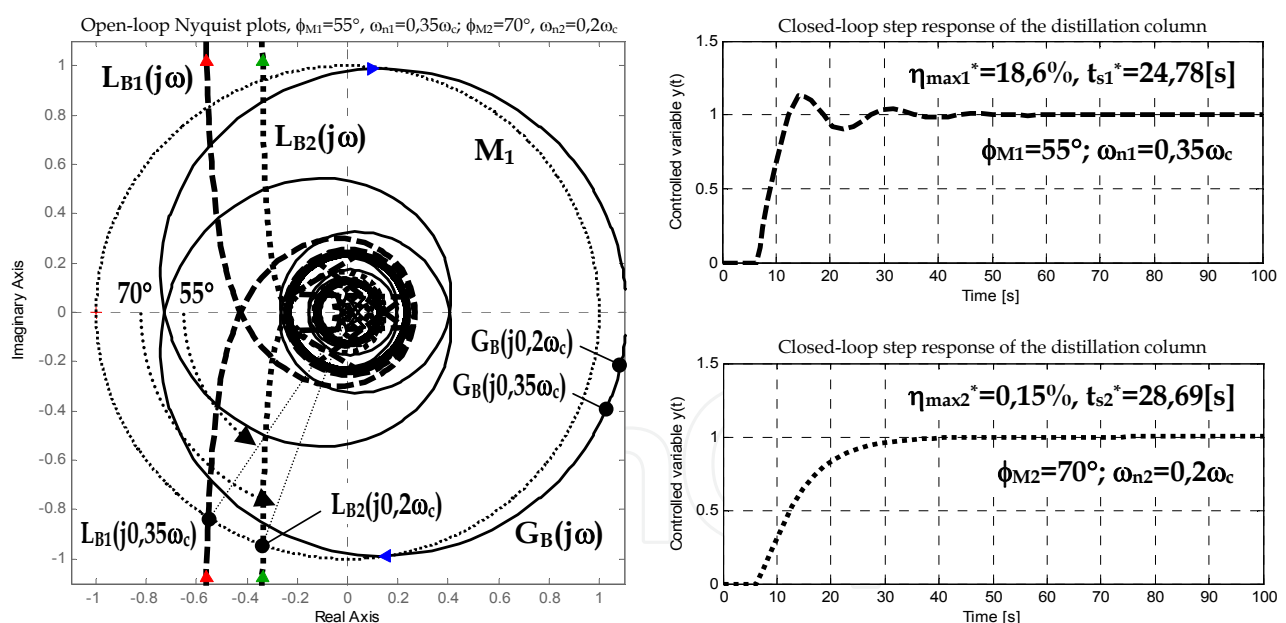 Open-loop Nyquist plots, ϕM1=55°, ωn1=0,35ωc; ϕM2=70°, ωn2=0,2ωc
Imaginary Axis
1
0.8
0.6
0.4
0.2
0
-0.2
-0.4
-0.6
-0.8
-1
-1
-0.8
-0.6
-0.4
-0.2
0
0.2
0.4
0.6
0.8
1
Real Axis
LB1(jω)
LB2(jω)
M1
70°
55°
GB(j0,2ωc)
GB(j0,35ωc)
LB2(j0,2ωc)
LB1(j0,35ωc)
GB(jω)
Closed-loop step response of the distillation column
Controlled variable y(t)
1.5
1
0.5
0
ηmax1*=18,6%, ts1*=24,78[s]
ϕM1=55°; ωn1=0,35ωc
0
10
20
30
40
50
60
70
80
90
100
Time [s]
Closed-loop step response of the distillation column
Controlled variable y(t)
1.5
1
0.5
0
ηmax2*=0,15%, ts2*=28,69[s]
ϕM2=70°; ωn2=0,2ωc
0
10
20
30
40
50
60
70
80
90
100
Time [s]